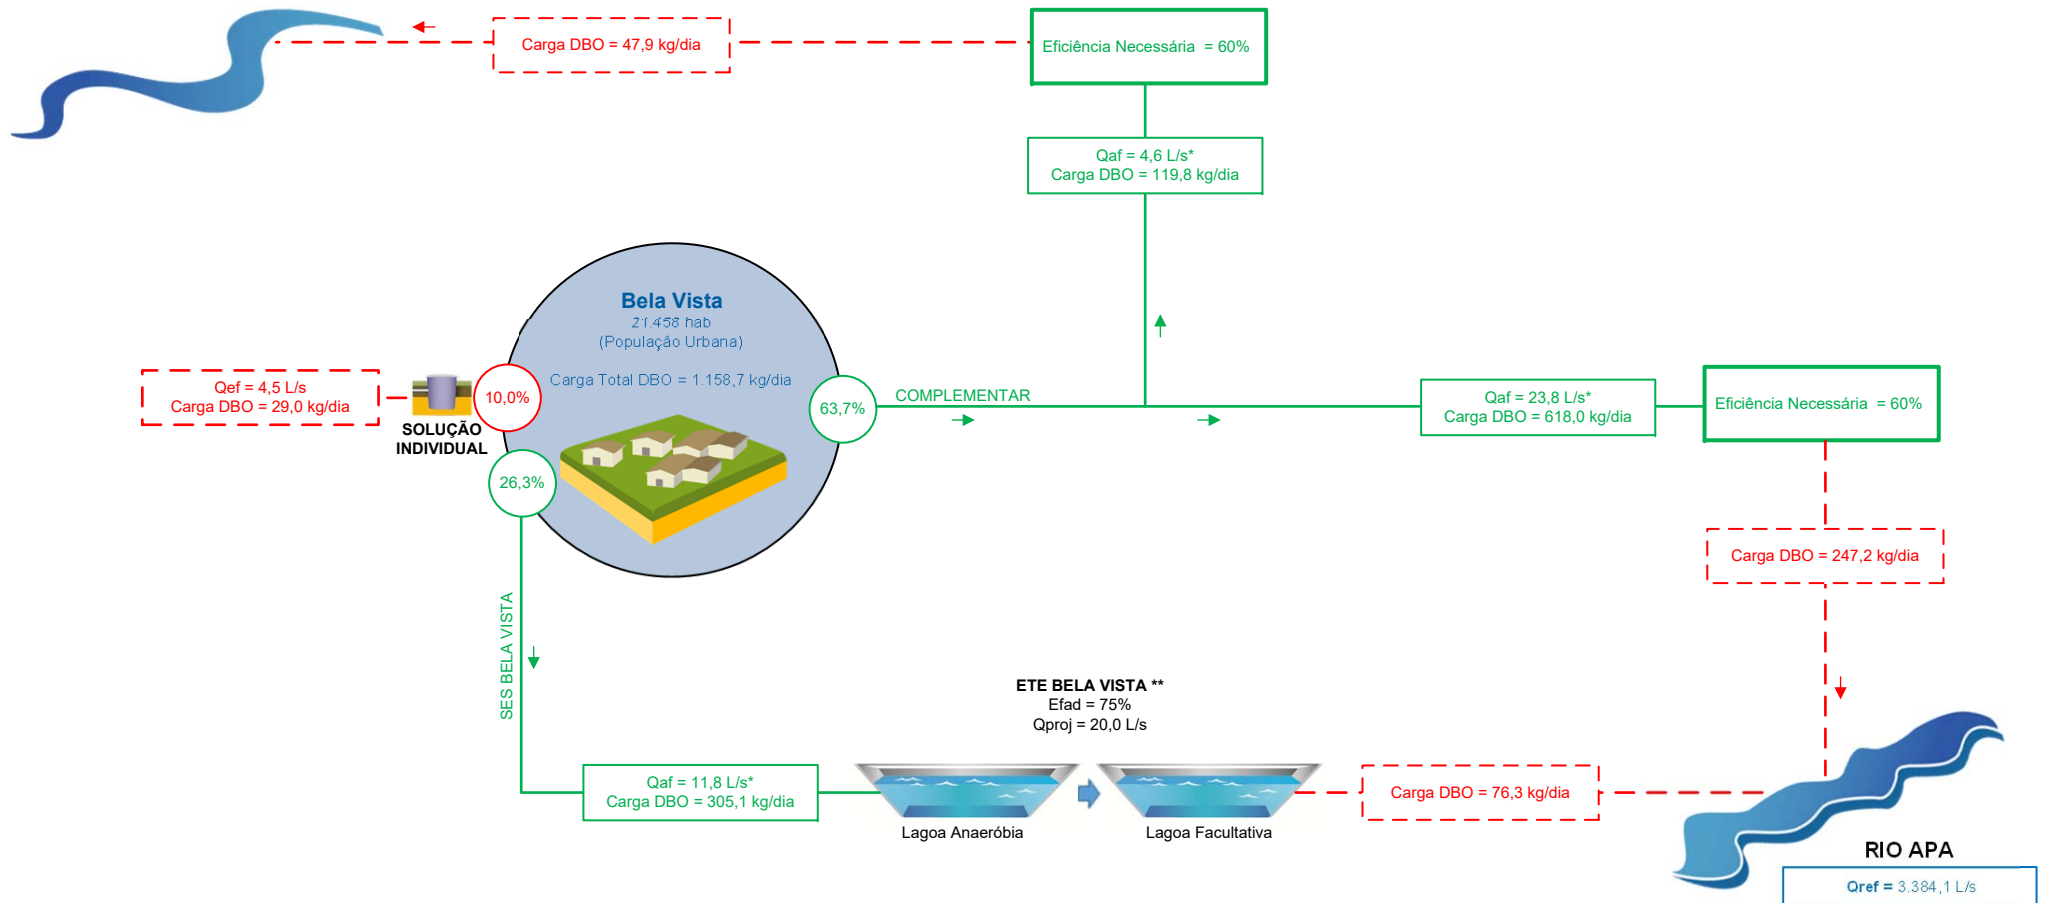 Carga DBO = 47,9 kg/dia
Eficiência Necessária = 60%
Qaf = 4,6 L/s*
Carga DBO = 119,8 kg/dia
Bela Vista
21.458 hab
(População Urbana)
Carga Total DBO = 1.158,7 kg/dia
Qef = 4,5 L/s
Carga DBO = 29,0 kg/dia
10,0%
SOLUÇÃO
INDIVIDUAL
26,3%
63,7%
COMPLEMENTAR
Qaf = 23,8 L/s*
Carga DBO = 618,0 kg/dia
Eficiência Necessária = 60%
Carga DBO = 247,2 kg/dia
SES BELA VISTA
ETE BELA VISTA **
Efad = 75%
Qproj = 20,0 L/s
Qaf = 11,8 L/s*
Carga DBO = 305,1 kg/dia
Lagoa Anaeróbia
Lagoa Facultativa
Carga DBO = 76,3 kg/dia
RIO APA
Qref = 3.384,1 L/s